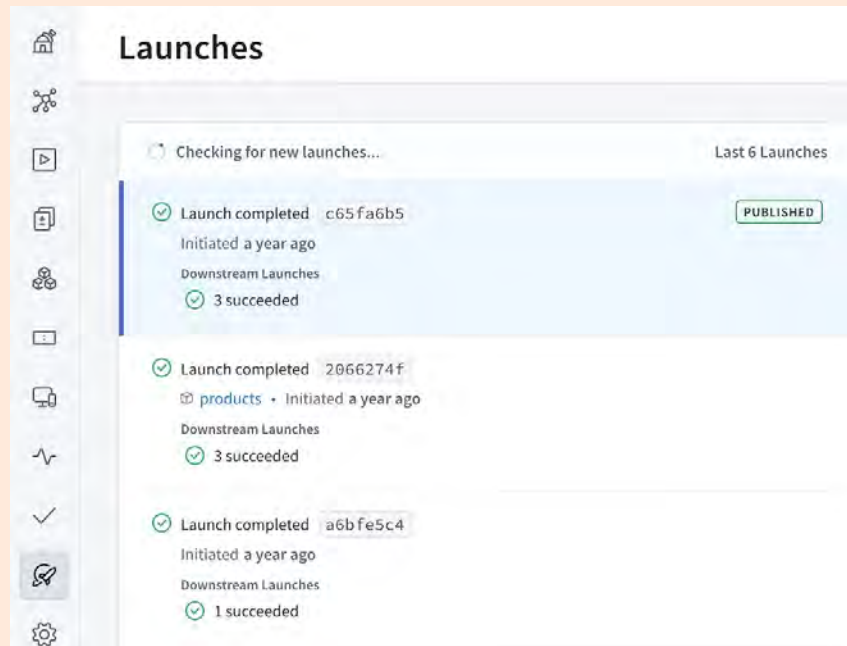 Launches
Checking for new launches... Last 6 Launches
Launch completed c65fa6b5 PUBLISHED
Initiated a year ago
Downstream Launches
3 succeeded
Launch completed 2066274f
products • Initiated a year ago
Downstream Launches
3 succeeded
Launch completed a6bfe5c4
Initiated a year ago
Downstream Launches
1 succeeded